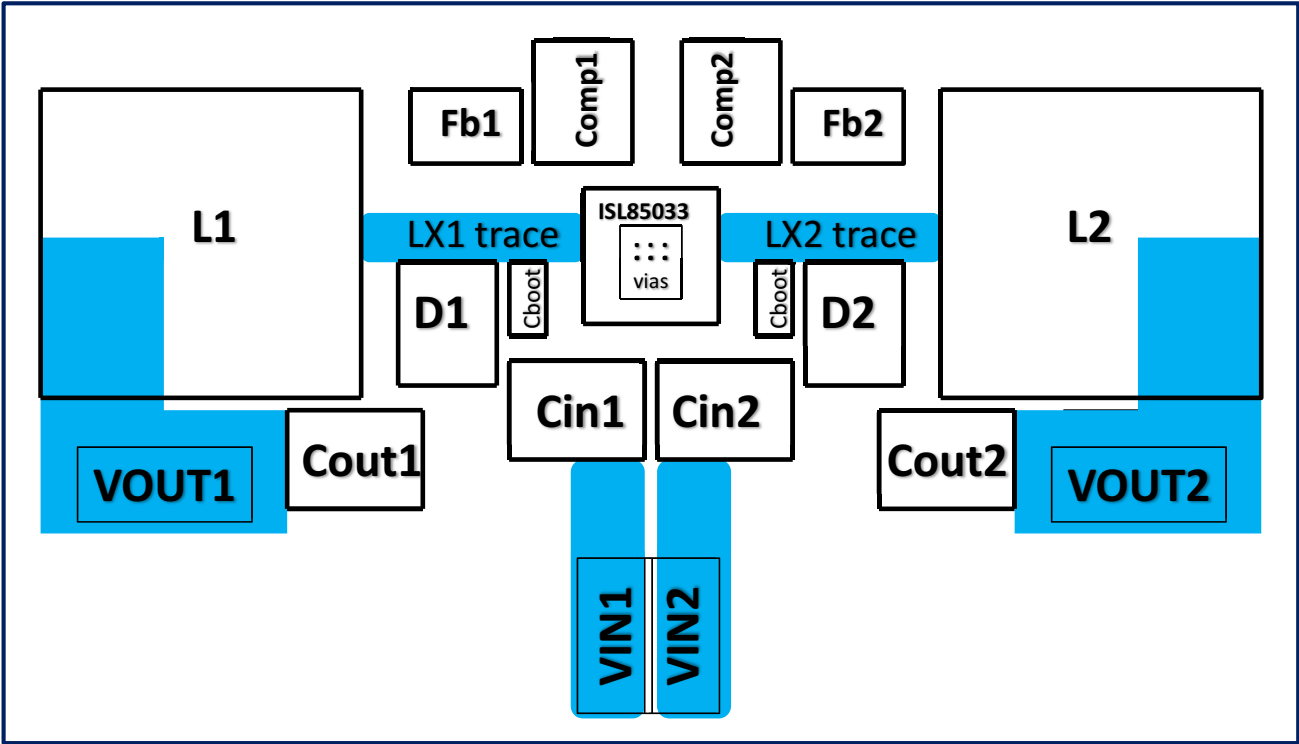 Comp1
Comp2
Fb1
Fb2
L1
ISL85033
L2
LX1 trace
LX2 trace
vias
D1
Cboot
Cboot
D2
Cin1
Cin2
Cout1
Cout2
VOUT1
VOUT2
VIN1
VIN2